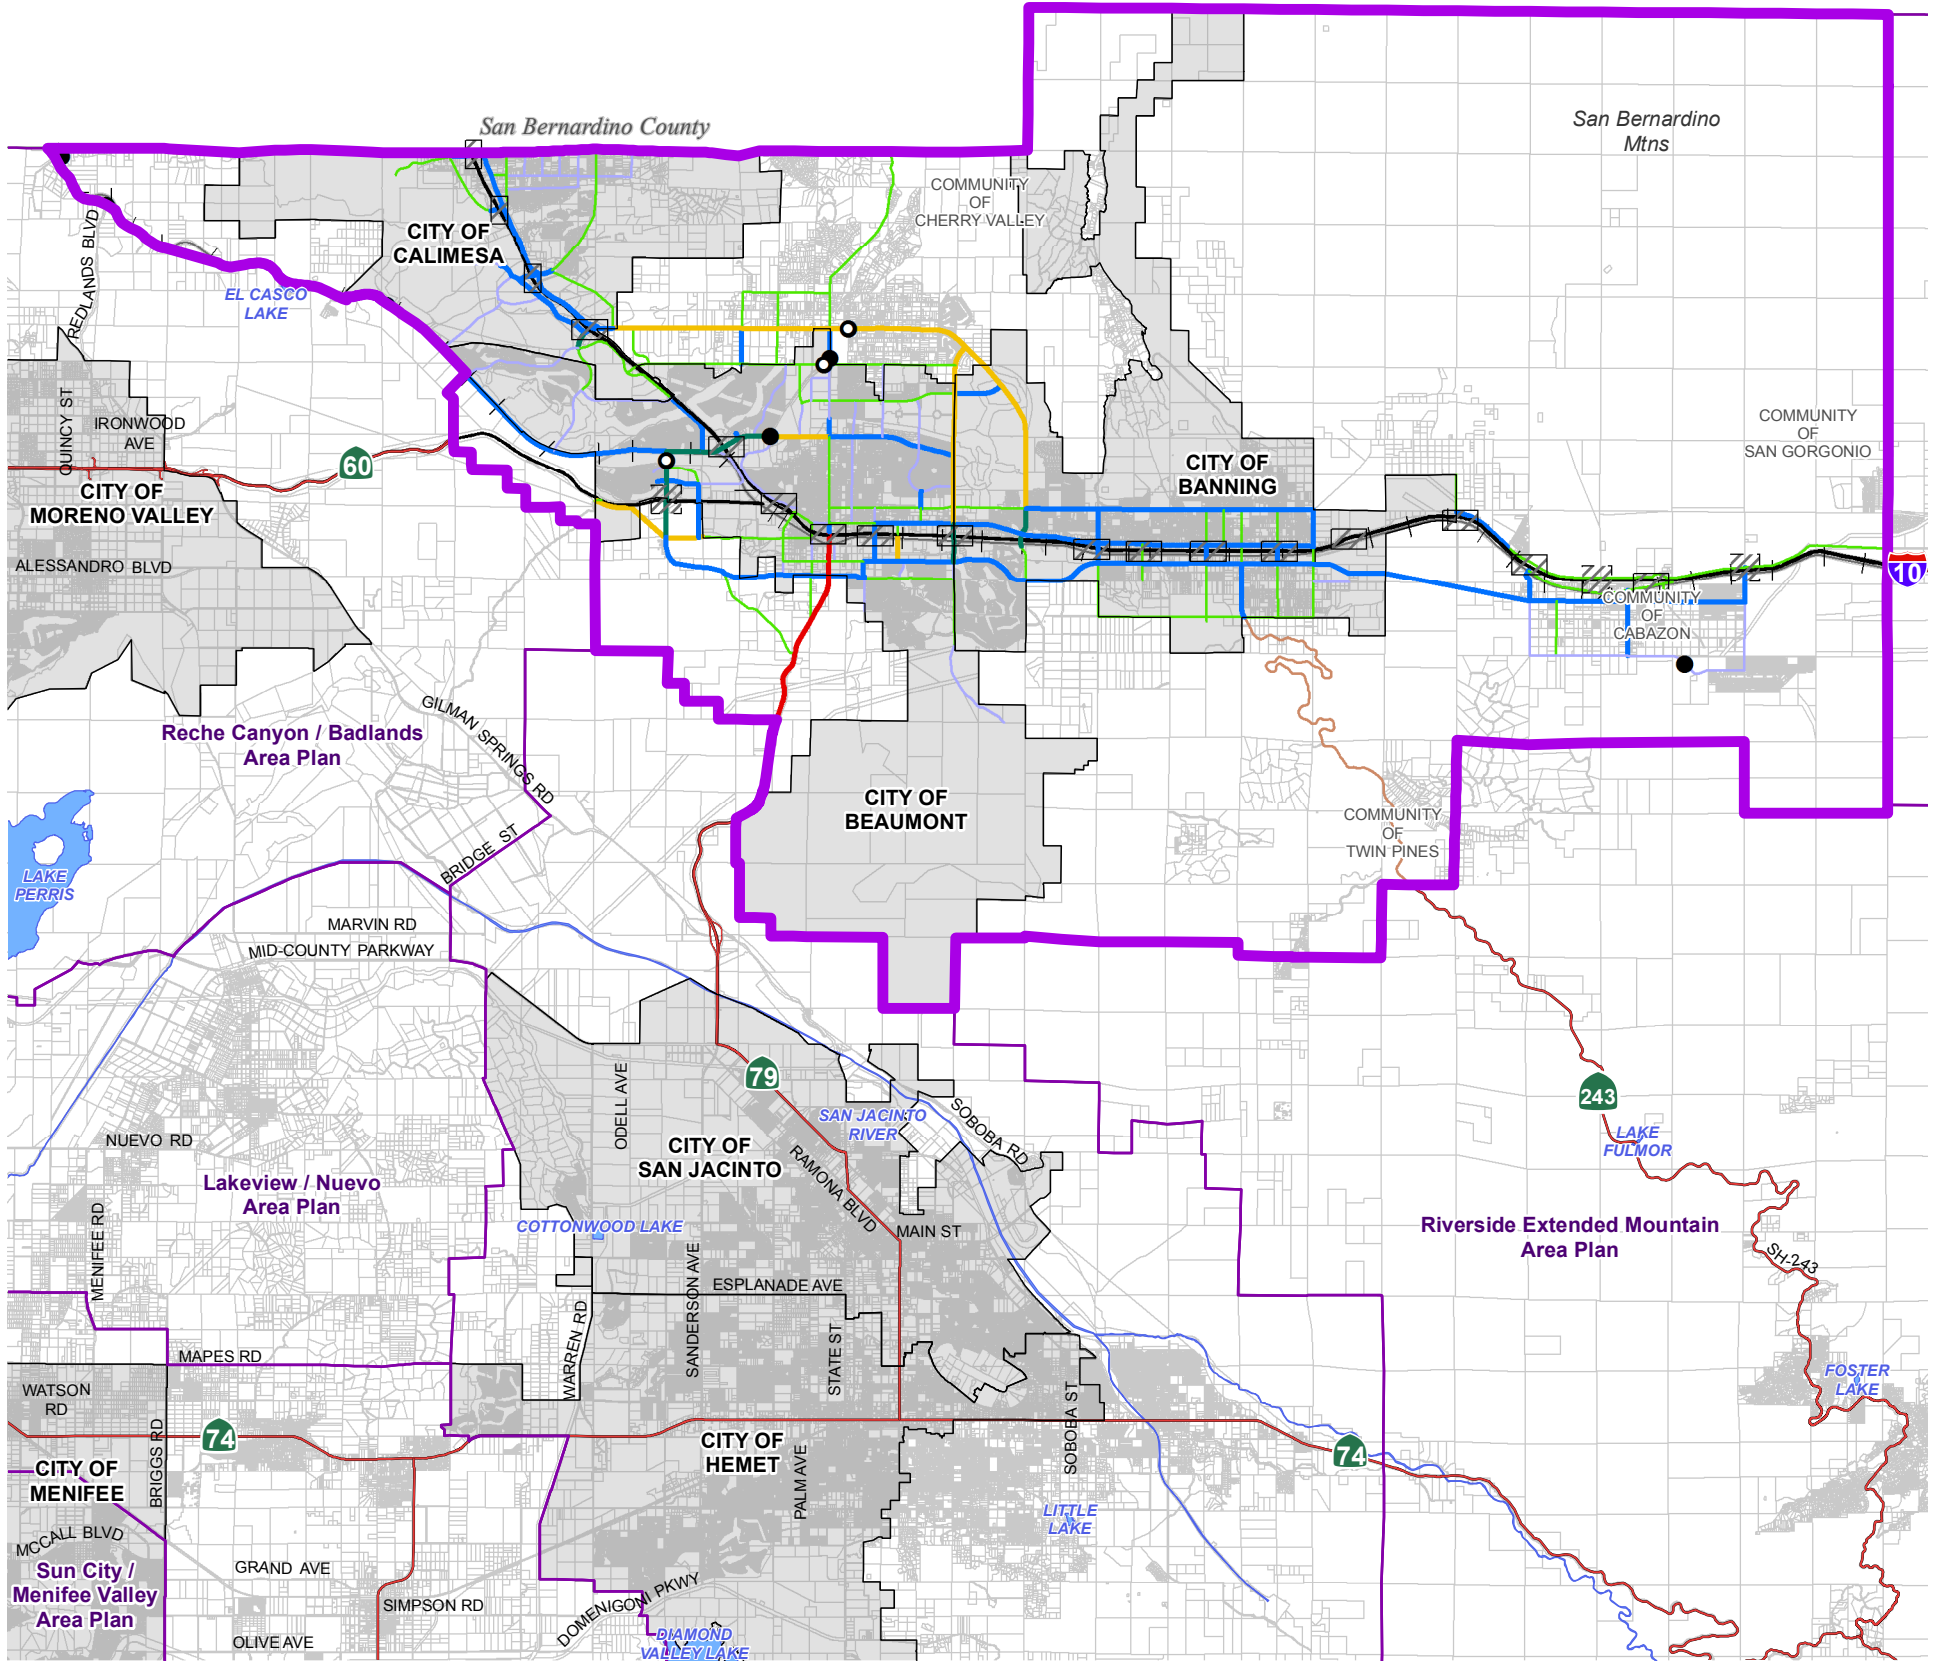 San Bernardino County
San Bernardino
Mtns
COMMUNITY
OF
CHERRY VALLEY
CITY OF
CALIMESA
REDLANDS BLVD
EL CASCO
LAKE
QUINCY ST
IRONWOOD
AVE
60
CITY OF
MORENO VALLEY
ALESSANDRO BLVD
CITY OF
BANNING
COMMUNITY
OF
SAN GORGONIO
10
COMMUNITY
OF
CABAZON
GILMAN SPRINGS RD
Reche Canyon / Badlands
Area Plan
CITY OF
BEAUMONT
COMMUNITY
OF
TWIN PINES
BRIDGE ST
LAKE
PERRIS
MARVIN RD
MID-COUNTY PARKWAY
79
ODELL AVE
SAN JACINTO
RIVER
SOBOBA RD
243
LAKE
FULMOR
NUEVO RD
CITY OF
SAN JACINTO
RAMONA BLVD
Lakeview / Nuevo
Area Plan
MENIFEE RD
COTTONWOOD LAKE
MAIN ST
Riverside Extended Mountain
Area Plan
SH-243
SANDERSON AVE
ESPLANADE AVE
WARREN RD
STATE ST
MAPES RD
WATSON
RD
SOBOBA ST
FOSTER
LAKE
BRIGGS RD
74
CITY OF
HEMET
PALM AVE
74
CITY OF
MENIFEE
LITTLE
LAKE
MCCALL BLVD
GRAND AVE
Sun City /
Menifee Valley
Area Plan
SIMPSON RD
DOMENIGONI PKWY
OLIVE AVE
DIAMOND
VALLEY LAKE